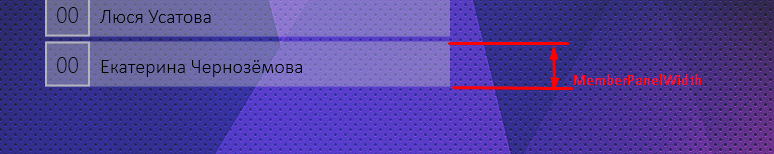 00 Люся Усатова
00 Екатерина Чернозёмова
MemberPanelWidth